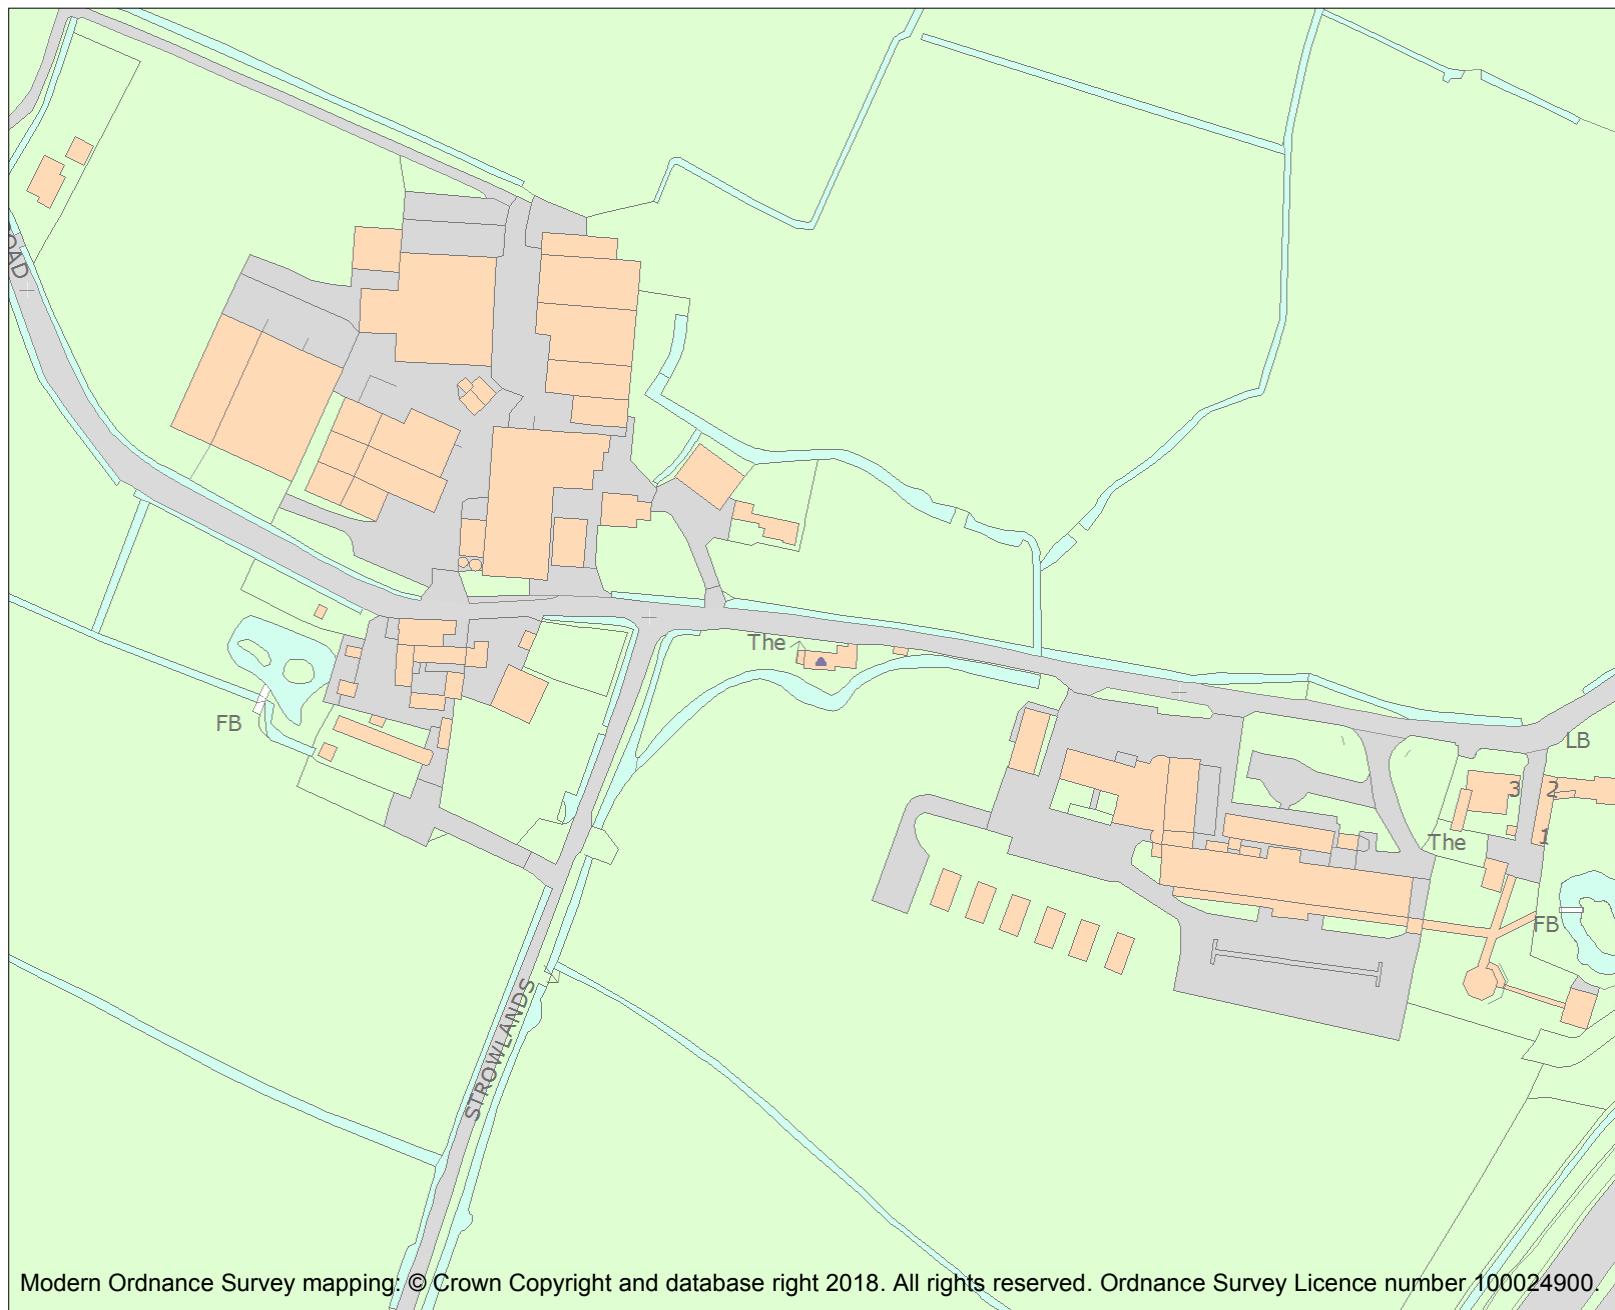 OAD
The
FB
LB
3
2
1
The
FB
STROWLANDS
Modern Ordnance Survey mapping: © Crown Copyright and database right 2018. All rights reserved. Ordnance Survey Licence number 100024900.